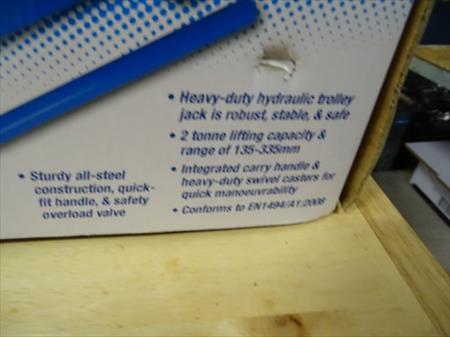 • Heavy-duty hydraulic trolley
jack is robust, stable, & safe
• 2 tonne lifting capacity &
range of 135-335mm
• Integrated carry handle &
heavy-duty swivel casters for
quick manoeuvrability
• Conforms to EN1494/A1:2008
• Sturdy all-steel
construction, quick-
fit handle, & safety
overload valve